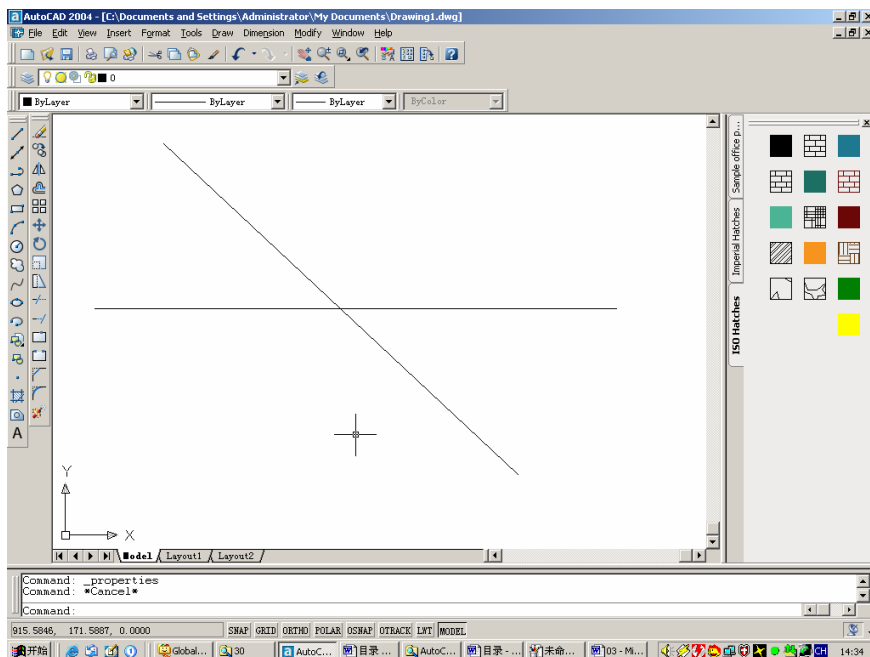 AutoCAD 2004 - [C:\Documents and Settings\Administrator\My Documents\Drawing1.dwg]
File Edit View Insert Format Tools Draw Dimension Modify Window Help
0
ByLayer ByLayer ByLayer ByColor
Sample office p...
Imperial Hatches
ISO Hatches
A
Y
X
Model Layout1 Layout2
Command: _properties
Command: *Cancel*
Command:
915.5846, 171.5887, 0.0000 SNAP GRID ORTHO POLAR OSNAP OTRACK LWT MODEL
开始 Global... 30 AutoC... 目录 ... AutoC... 目录 - ... 未命... 03 - Mi... CH 14:34